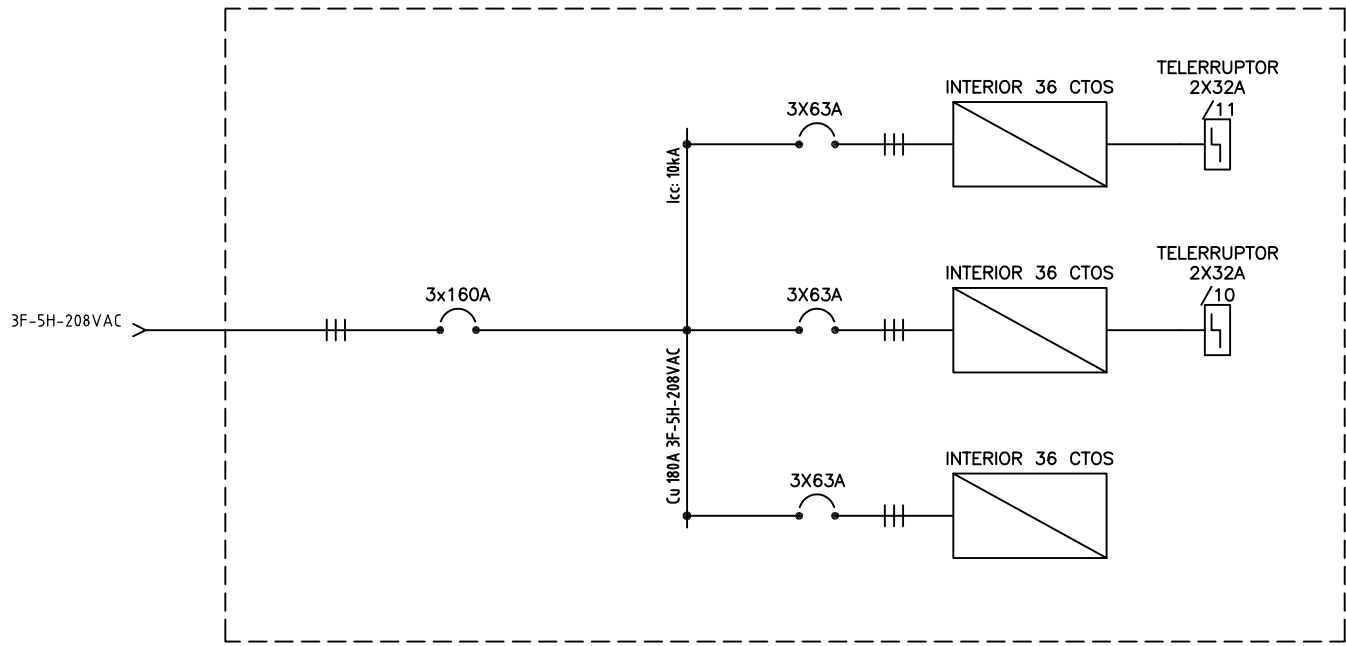 TELERRUPTOR
2X32A
11
INTERIOR 36 CTOS
3X63A
Icc: 10kA
TELERRUPTOR
2X32A
10
INTERIOR 36 CTOS
3X63A
3x160A
3F-5H-208VAC
Cu 180A 3F-5H-208VAC
INTERIOR 36 CTOS
3X63A